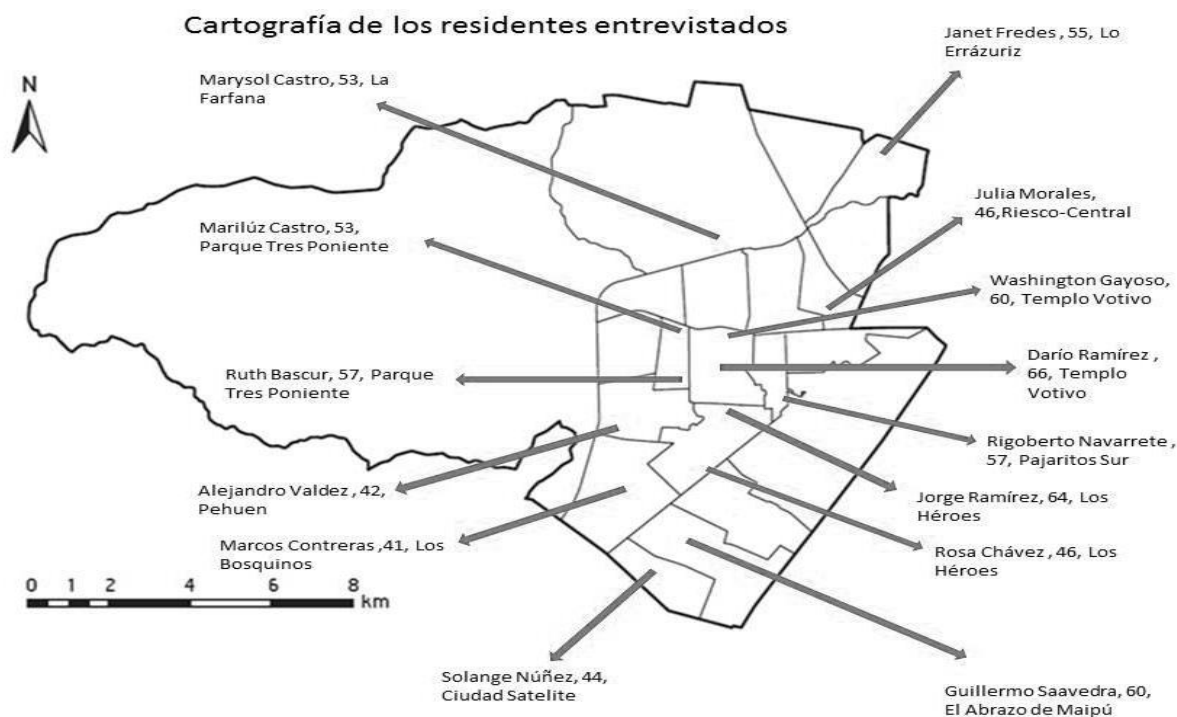 Cartografía de los residentes entrevistados
Janet Fredes , 55, Lo
Errázuriz
Marysol Castro, 53, La
Farfana
N
Julia Morales,
46,Riesco-Central
Marilúz Castro, 53,
Parque Tres Poniente
Washington Gayoso,
60, Templo Votivo
Darío Ramírez ,
66, Templo
Votivo
Ruth Bascur, 57, Parque
Tres Poniente
Rigoberto Navarrete ,
57, Pajaritos Sur
Alejandro Valdez , 42,
Pehuen
Jorge Ramírez, 64, Los
Héroes
Marcos Contreras ,41, Los
Bosquinos
Rosa Chávez , 46, Los
Héroes
0 1 2 4 6 8
km
Solange Núñez, 44,
Ciudad Satelite
Guillermo Saavedra, 60,
El Abrazo de Maipú